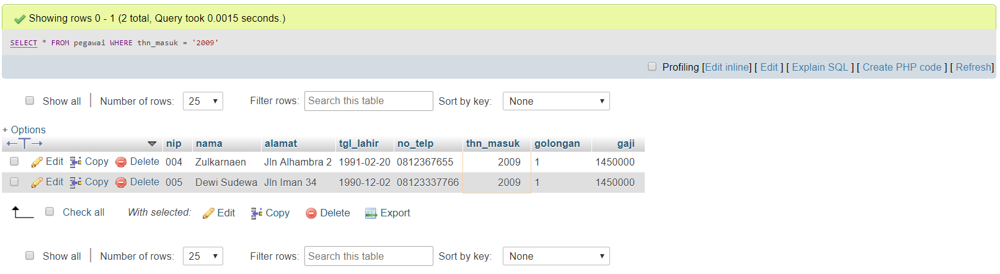 Showing rows 0 - 1 (2 total, Query took 0.0015 seconds.)
SELECT * FROM pegawai WHERE thn_masuk = '2009'
Profiling [Edit inline] [ Edit ] [ Explain SQL ] [ Create PHP code ] [ Refresh]
Show all | Number of rows: 25 Filter rows: Search this table Sort by key: None
+ Options
←T→ nip nama alamat tgl_lahir no_telp thn_masuk golongan gaji
Edit Copy Delete 004 Zulkarnaen Jln Alhambra 2 1991-02-20 0812367655 2009 1 1450000
Edit Copy Delete 005 Dewi Sudewa Jln Iman 34 1990-12-02 08123337766 2009 1 1450000
Check all With selected: Edit Copy Delete Export
Show all | Number of rows: 25 Filter rows: Search this table Sort by key: None